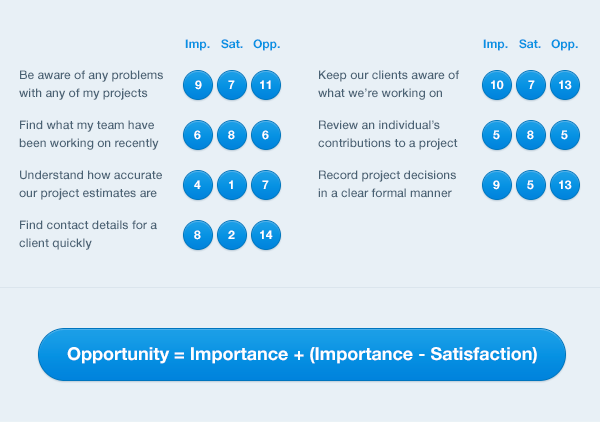 Imp. Sat. Opp.
Be aware of any problems
with any of my projects
9 7 11
Find what my team have
been working on recently
6 8 6
Understand how accurate
our project estimates are
4 1 7
Find contact details for a
client quickly
8 2 14
Imp. Sat. Opp.
Keep our clients aware of
what we're working on
10 7 13
Review an individual's
contributions to a project
5 8 5
Record project decisions
in a clear formal manner
9 5 13
Opportunity = Importance + (Importance - Satisfaction)